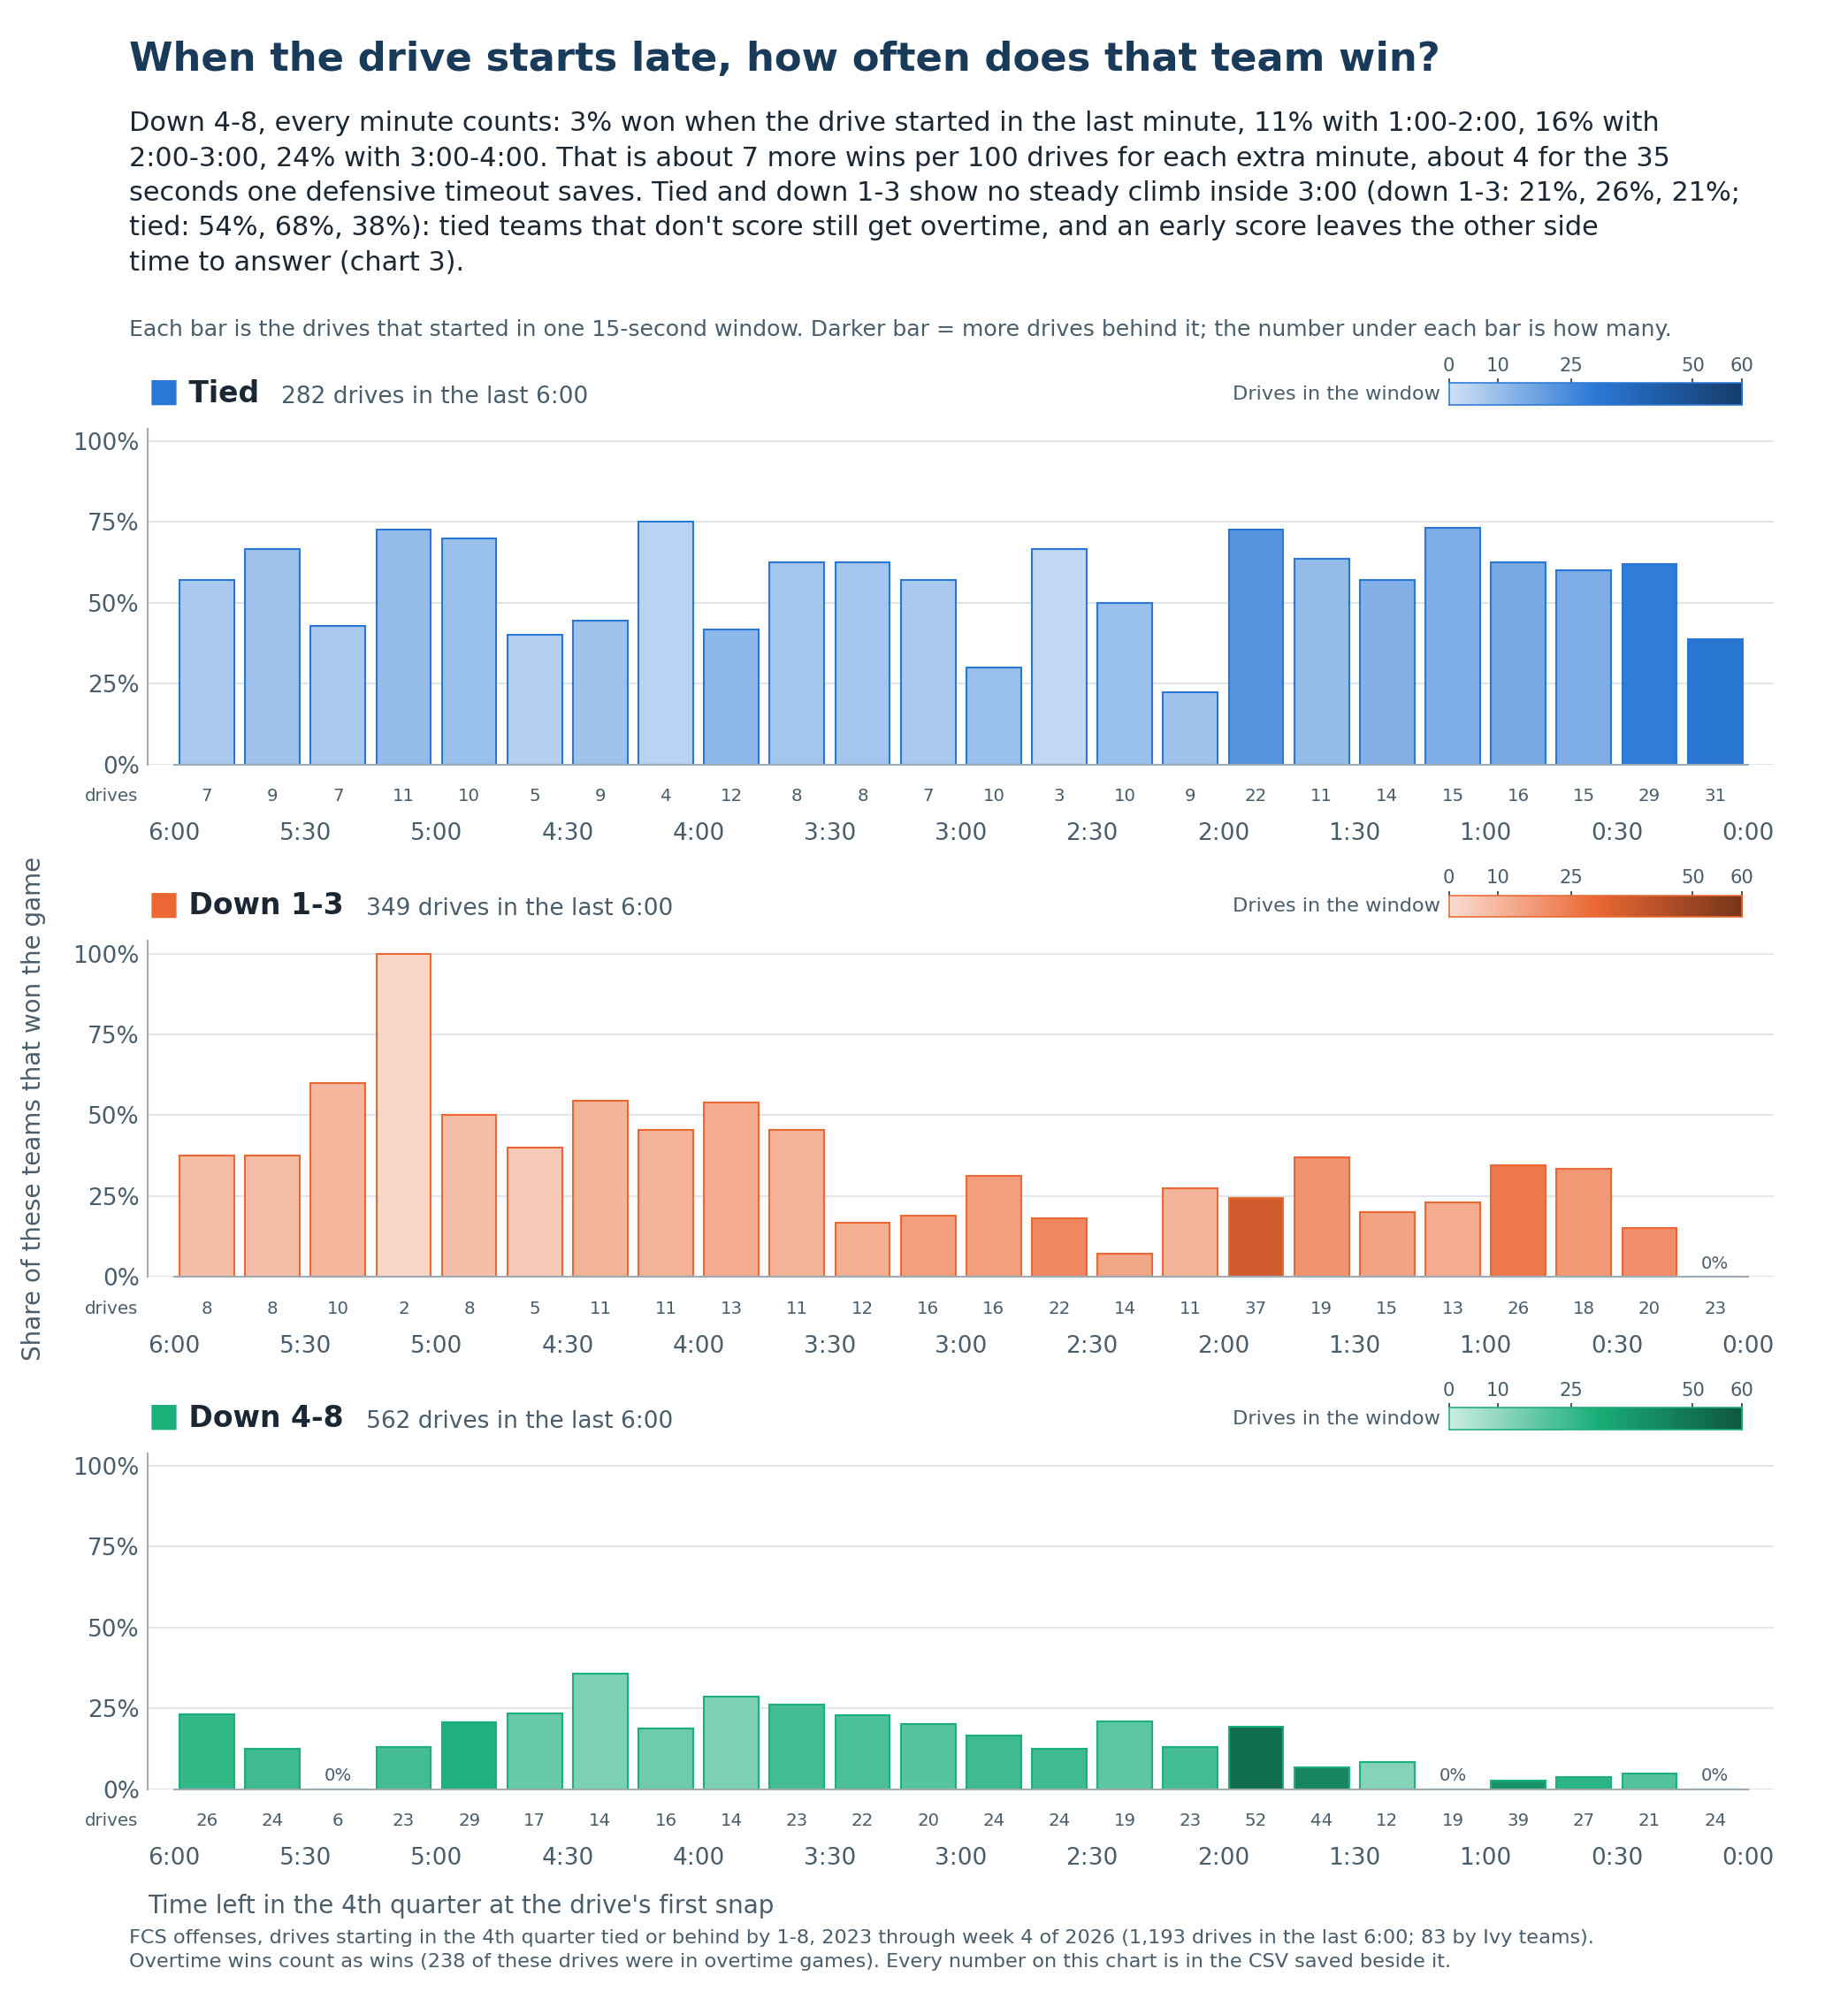 When the drive starts late, how often does that team win?
Down 4-8, every minute counts: 3% won when the drive started in the last minute, 11% with 1:00-2:00, 16% with
2:00-3:00, 24% with 3:00-4:00. That is about 7 more wins per 100 drives for each extra minute, about 4 for the 35
seconds one defensive timeout saves. Tied and down 1-3 show no steady climb inside 3:00 (down 1-3: 21%, 26%, 21%;
tied: 54%, 68%, 38%): tied teams that don't score still get overtime, and an early score leaves the other side
time to answer (chart 3).
Each bar is the drives that started in one 15-second window. Darker bar = more drives behind it; the number under each bar is how many.
0 10 25 50 60
Tied 282 drives in the last 6:00 Drives in the window
100%
75%
50%
25%
0%
drives 7 9 7 11 10 5 9 4 12 8 8 7 10 3 10 9 22 11 14 15 16 15 29 31
6:00 5:30 5:00 4:30 4:00 3:30 3:00 2:30 2:00 1:30 1:00 0:30 0:00
Share of these teams that won the game
0 10 25 50 60
Down 1-3 349 drives in the last 6:00 Drives in the window
100%
75%
50%
25%
0%
0%
drives 8 8 10 2 8 5 11 11 13 11 12 16 16 22 14 11 37 19 15 13 26 18 20 23
6:00 5:30 5:00 4:30 4:00 3:30 3:00 2:30 2:00 1:30 1:00 0:30 0:00
0 10 25 50 60
Down 4-8 562 drives in the last 6:00 Drives in the window
100%
75%
50%
25%
0% 0% 0%
0%
drives 26 24 6 23 29 17 14 16 14 23 22 20 24 24 19 23 52 44 12 19 39 27 21 24
6:00 5:30 5:00 4:30 4:00 3:30 3:00 2:30 2:00 1:30 1:00 0:30 0:00
Time left in the 4th quarter at the drive's first snap
FCS offenses, drives starting in the 4th quarter tied or behind by 1-8, 2023 through week 4 of 2026 (1,193 drives in the last 6:00; 83 by Ivy teams).
Overtime wins count as wins (238 of these drives were in overtime games). Every number on this chart is in the CSV saved beside it.